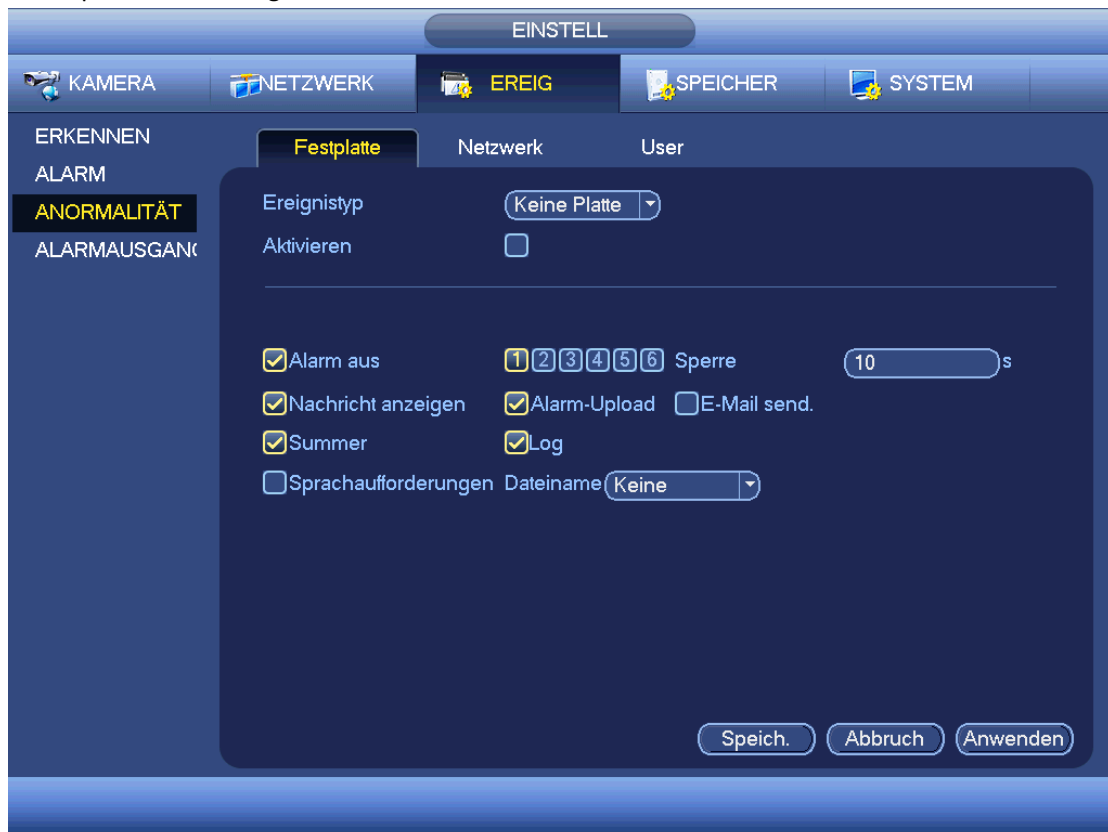 EINSTELL
KAMERA NETZWERK EREIG SPEICHER SYSTEM
ERKENNEN
ALARM
ANORMALITÄT
ALARMAUSGAN(
Festplatte Netzwerk User
Ereignistyp Keine Platte
Aktivieren
Alarm aus 1 2 3 4 5 6 Sperre 10 s
Nachricht anzeigen Alarm-Upload E-Mail send.
Summer Log
Sprachaufforderungen Dateiname Keine
Speich. Abbruch Anwenden